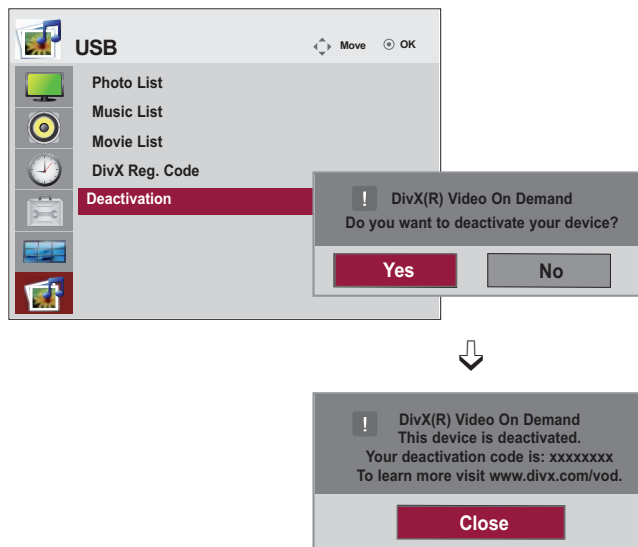 USB
Move
OK
Photo List
Music List
Movie List
DivX Reg. Code
Deactivation
! DivX(R) Video On Demand
Do you want to deactivate your device?
Yes
No
! DivX(R) Video On Demand
This device is deactivated.
Your deactivation code is: xxxxxxxx
To learn more visit www.divx.com/vod.
Close